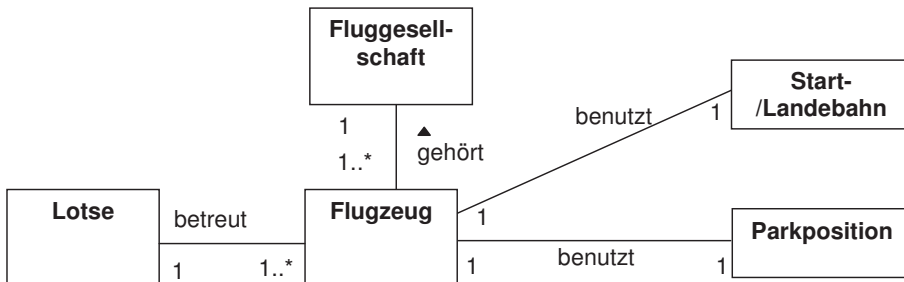 Fluggesell-
schaft
Start-
/Landebahn
benutzt
1
1
▲
gehört
1..*
Lotse
betreut
Flugzeug
1
Parkposition
1
1..*
1
benutzt
1